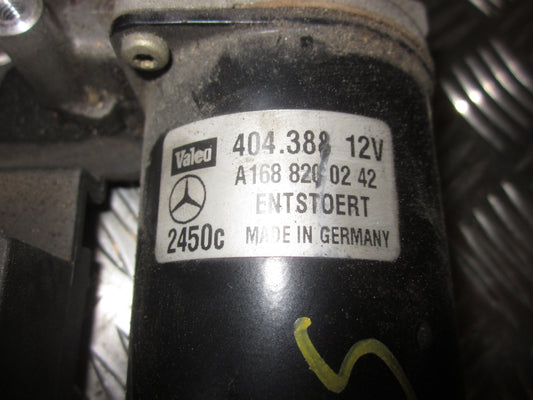 Valeo 404.388 12V
A168 820 02 42
ENTSTOERT
2450c MADE IN GERMANY